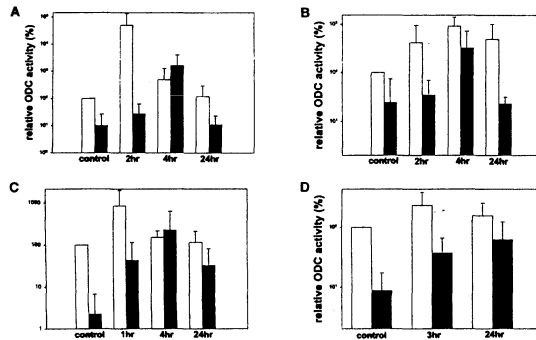 A
relative ODC activity (%)
control 2hr 4hr 24hr
B
relative ODC activity (%)
control 2hr 4hr 24hr
C
1000
100
10
1
control 1hr 4hr 24hr
D
relative ODC activity (%)
control 3hr 24hr